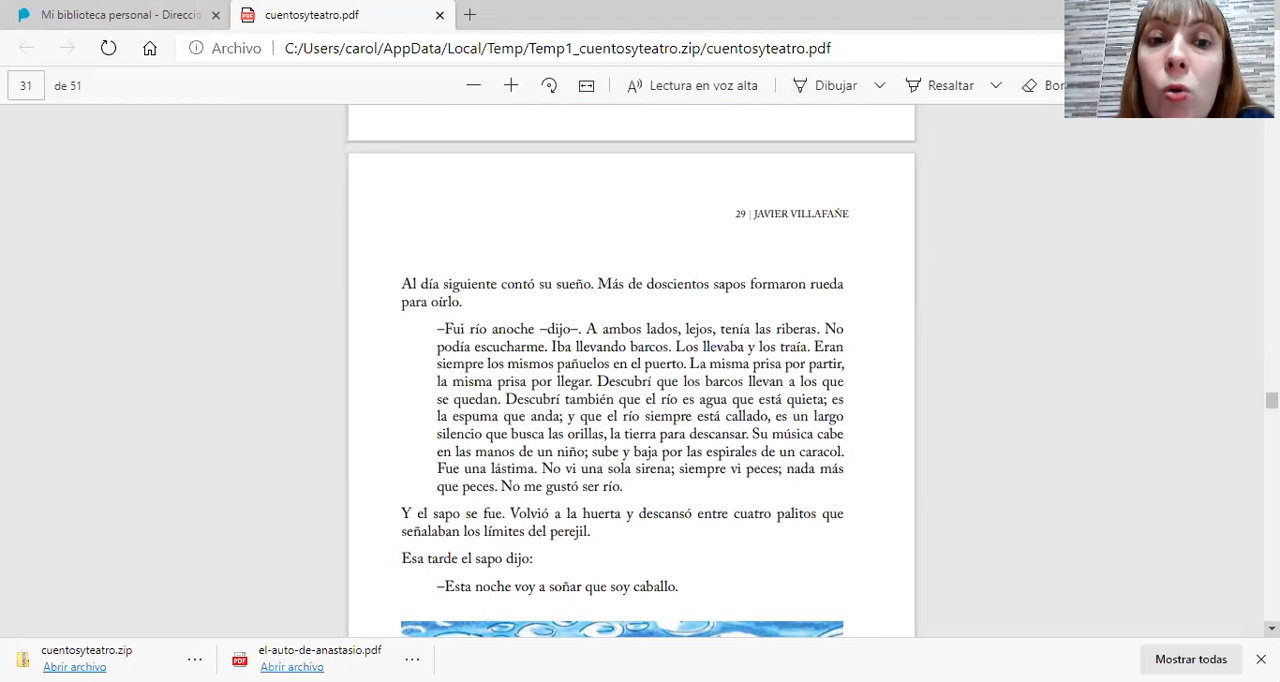 Mi biblioteca personal - Direcció
cuentosyteatro.pdf
Archivo
C:/Users/carol/AppData/Local/Temp/Temp1_cuentosyteatro.zip/cuentosyteatro.pdf
31 de 51
Lectura en voz alta
Dibujar
Resaltar
Bor
29 | JAVIER VILLAFAÑE
Al día siguiente contó su sueño. Más de doscientos sapos formaron rueda
para oírlo.
–Fui río anoche –dijo–. A ambos lados, lejos, tenía las riberas. No
podía escucharme. Iba llevando barcos. Los llevaba y los traía. Eran
siempre los mismos pañuelos en el puerto. La misma prisa por partir,
la misma prisa por llegar. Descubrí que los barcos llevan a los que
se quedan. Descubrí también que el río es agua que está quieta; es
la espuma que anda; y que el río siempre está callado, es un largo
silencio que busca las orillas, la tierra para descansar. Su música cabe
en las manos de un niño; sube y baja por las espirales de un caracol.
Fue una lástima. No vi una sola sirena; siempre vi peces; nada más
que peces. No me gustó ser río.
Y el sapo se fue. Volvió a la huerta y descansó entre cuatro palitos que
señalaban los límites del perejil.
Esa tarde el sapo dijo:
–Esta noche voy a soñar que soy caballo.
cuentosyteatro.zip
Abrir archivo
el-auto-de-anastasio.pdf
Abrir archivo
Mostrar todas